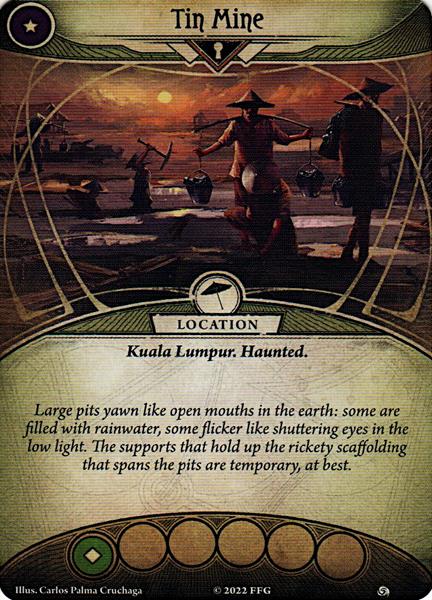 Tin Mine
LOCATION
Kuala Lumpur. Haunted.
Large pits yawn like open mouths in the earth: some are
filled with rainwater, some flicker like shuttering eyes in the
low light. The supports that hold up the rickety scaffolding
that spans the pits are temporary, at best.
Illus. Carlos Palma Cruchaga © 2022 FFG